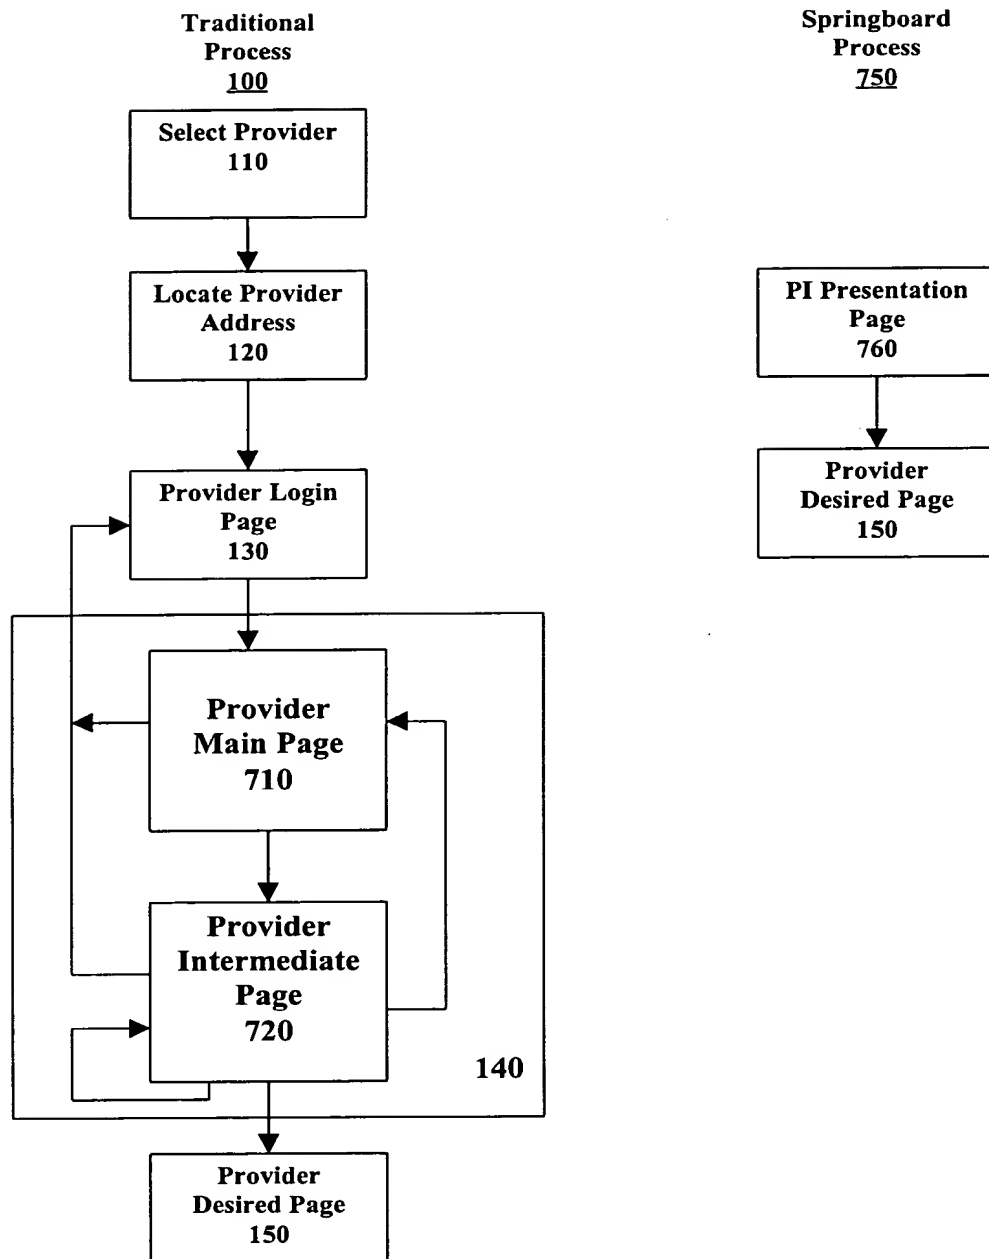 Traditional
Process
100
Select Provider
110
Locate Provider
Address
120
Provider Login
Page
130
Provider
Main Page
710
Provider
Intermediate
Page
720
140
Provider
Desired Page
150
Springboard
Process
750
PI Presentation
Page
760
Provider
Desired Page
150